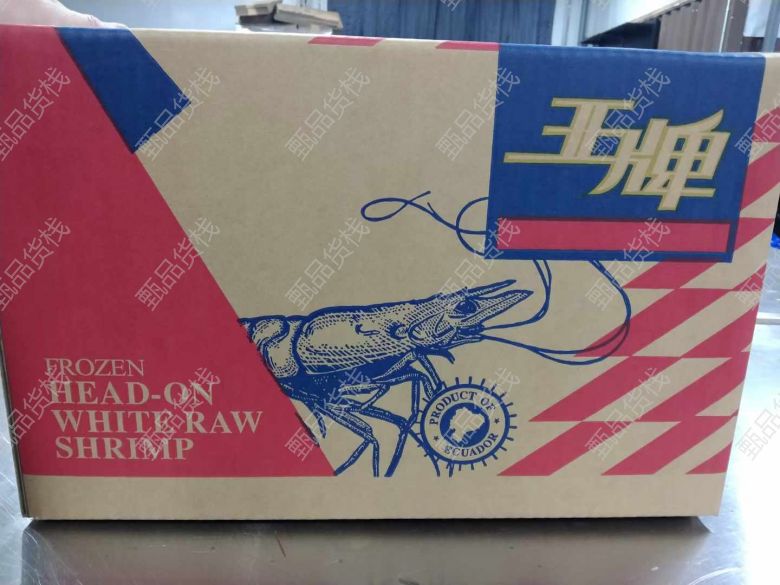 王牌
FROZEN
HEAD-ON
WHITE RAW
SHRIMP
PRODUCT OF
ECUADOR
甄品货栈